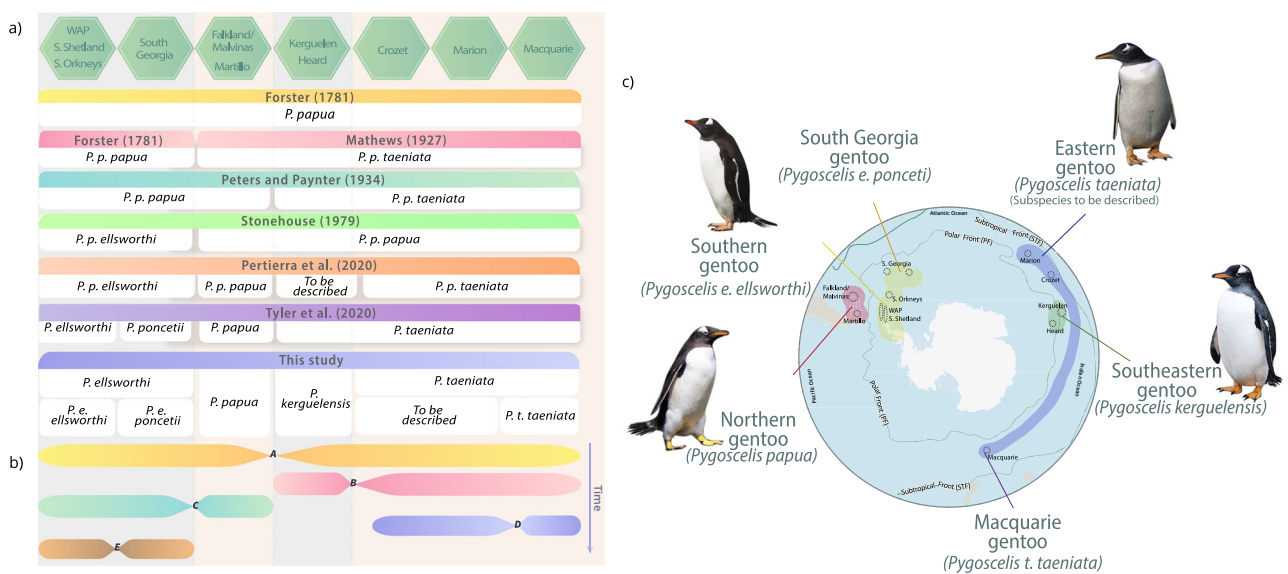 a)
WAP
S. Shetland
S. Orkneys
South
Georgia
Falkland/
Malvinas
Martillo
Kerguelen
Heard
Crozet
Marion
Macquarie
Forster (1781)
P. papua
Forster (1781)
Mathews (1927)
P. p. papua
P. p. taeniata
Peters and Paynter (1934)
P. p. papua
P. p. taeniata
Stonehouse (1979)
P. p. ellsworthi
P. p. papua
Pertierra et al. (2020)
P. p. ellsworthi
P. p. papua
To be
described
P. p. taeniata
Tyler et al. (2020)
P. ellsworthi
P. poncetii
P. papua
P. taeniata
This study
P. ellsworthi
P. papua
P.
kerguelensis
P. taeniata
P. e.
ellsworthi
P. e.
poncetii
To be
described
P. t. taeniata
b)
A
B
C
D
E
Time
c)
South Georgia
gentoo
(Pygoscelis e. ponceti)
Eastern
gentoo
(Pygoscelis taeniata)
(Subspecies to be described)
Southern
gentoo
(Pygoscelis e. ellsworthi)
Southeastern
gentoo
(Pygoscelis kerguelensis)
Northern
gentoo
(Pygoscelis papua)
Macquarie
gentoo
(Pygoscelis t. taeniata)
Atlantic Ocean
Subtropical Front (STF)
Polar Front (PF)
Marion
Crozet
S. Georgia
Falkland/
Malvinas
Martillo
S. Orkneys
WAP
S. Shetland
Kerguelen
Heard
Pacific Ocean
Indian Ocean
Polar Front (PF)
Macquarie
Subtropical Front (STF)